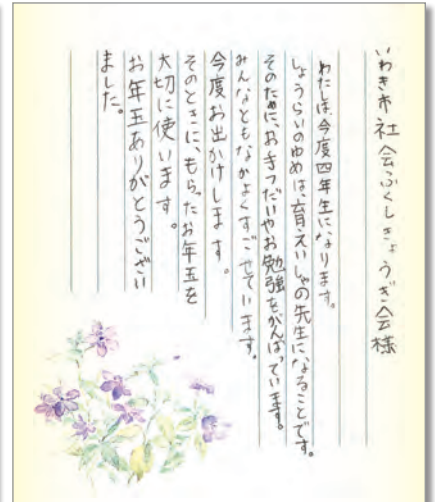 いわき市社会ふくしきょうぎ会様
わたしは、今度四年生になります。
しょうらいのゆめは、育えいしゃの先生になることです。
そのために、お手つだいやお勉強をがんばっています。
みんなともなかよくすごせています。
今度お出かけします。
そのときに、もらったお年玉を
大切に使います。
お年玉ありがとうござい
ました。